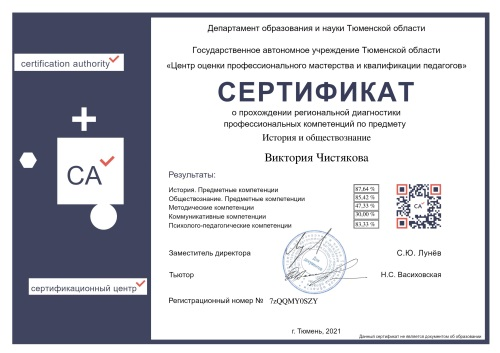 Департамент образования и науки Тюменской области
Государственное автономное учреждение Тюменской области
«Центр оценки профессионального мастерства и квалификации педагогов»
certification authority
СЕРТИФИКАТ
о прохождении региональной диагностики
профессиональных компетенций по предмету
История и обществознание
Виктория Чистякова
CA
Результаты:
История. Предметные компетенции 87,64 %
Обществознание. Предметные компетенции 85,42 %
Методические компетенции 47,33 %
Коммуникативные компетенции 30,00 %
Психолого-педагогические компетенции 83,33 %
CA
Заместитель директора С.Ю. Лунёв
Тьютор Н.С. Васиховская
сертификационный центр
Регистрационный номер № 7zQQMY0SZY
г. Тюмень, 2021
Данный сертификат не является документом об образовании